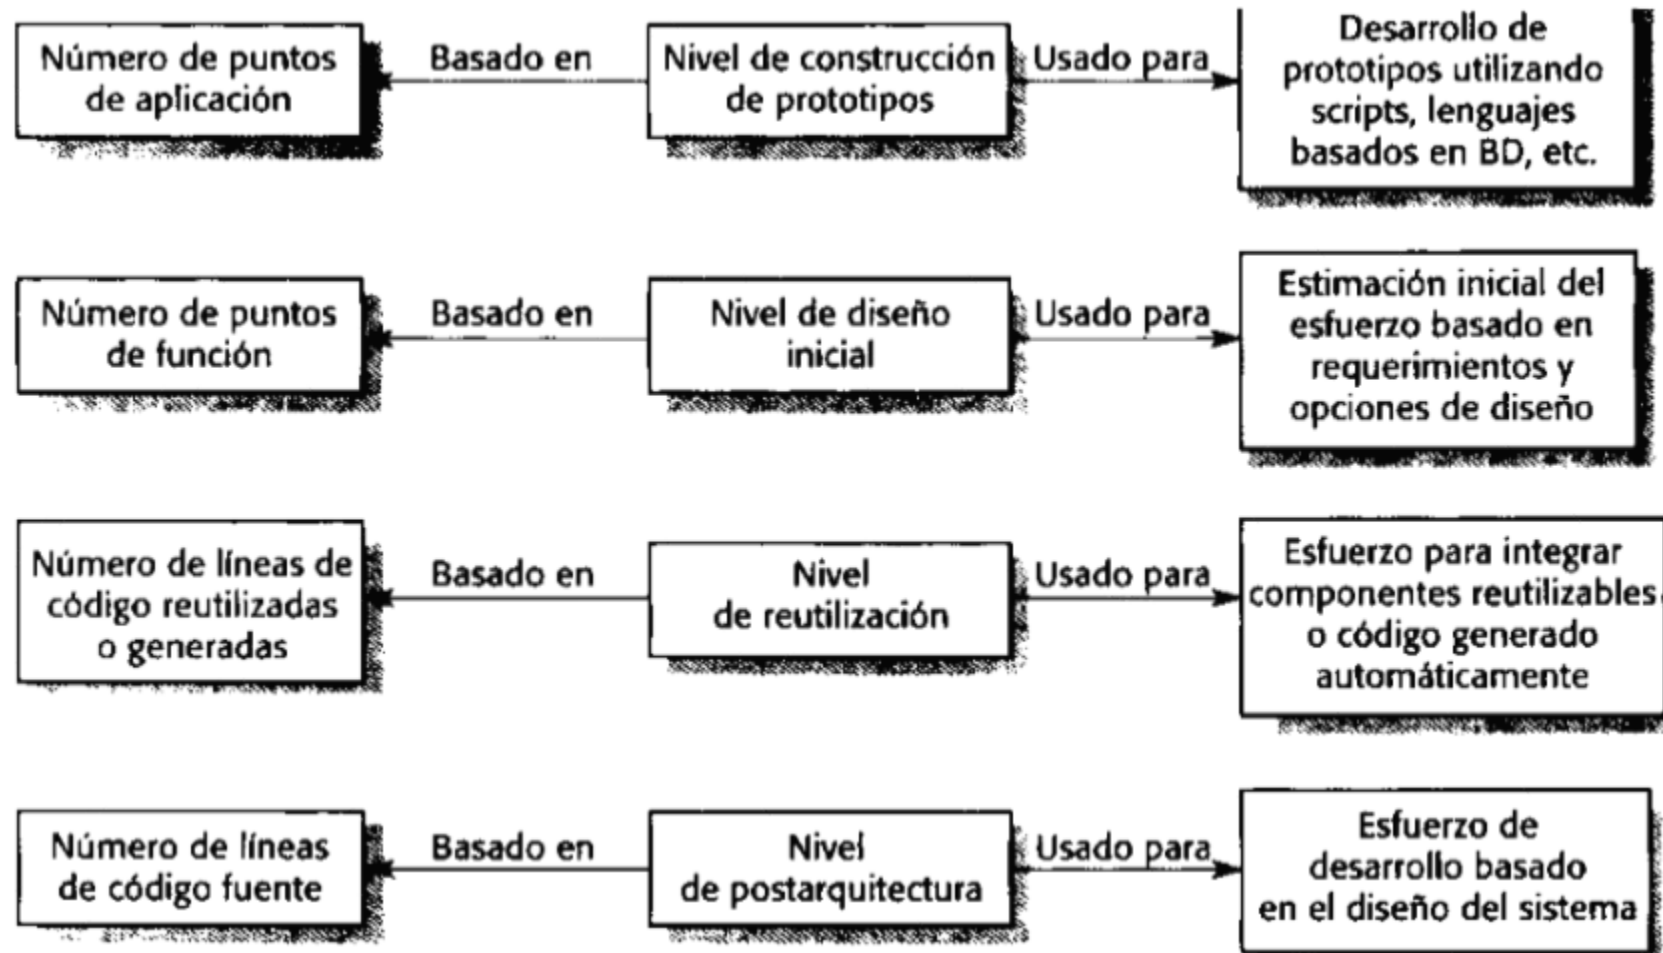 Número de puntos
de aplicación
Basado en
Nivel de construcción
de prototipos
Usado para
Desarrollo de
prototipos utilizando
scripts, lenguajes
basados en BD, etc.
Número de puntos
de función
Basado en
Nivel de diseño
inicial
Usado para
Estimación inicial del
esfuerzo basado en
requerimientos y
opciones de diseño
Número de líneas de
código reutilizadas
o generadas
Basado en
Nivel
de reutilización
Usado para
Esfuerzo para integrar
componentes reutilizables
o código generado
automáticamente
Número de líneas
de código fuente
Basado en
Nivel
de postarquitectura
Usado para
Esfuerzo de
desarrollo basado
en el diseño del sistema